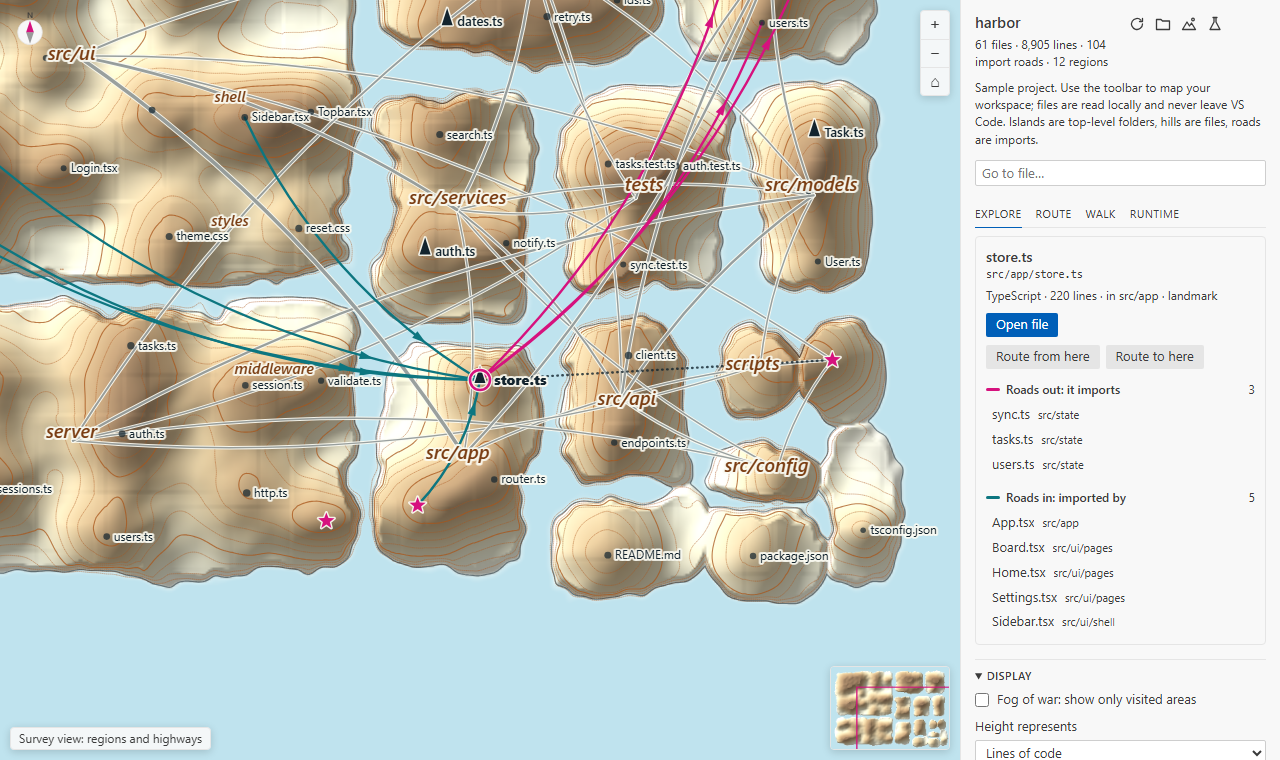 N
src/ui
dates.ts
retry.ts
ids.ts
users.ts
+
−
shell
Sidebar.tsx
Topbar.tsx
search.ts
Task.ts
Login.tsx
tasks.test.ts
auth.test.ts
tests
src/models
src/services
styles
theme.css
reset.css
auth.ts
notify.ts
sync.test.ts
User.ts
tasks.ts
middleware
session.ts
validate.ts
store.ts
client.ts
scripts
src/api
server
auth.ts
src/app
endpoints.ts
src/config
sessions.ts
http.ts
router.ts
users.ts
README.md
package.json
tsconfig.json
Survey view: regions and highways
harbor
61 files · 8,905 lines · 104
import roads · 12 regions
Sample project. Use the toolbar to map your
workspace; files are read locally and never leave VS
Code. Islands are top-level folders, hills are files, roads
are imports.
Go to file...
EXPLORE ROUTE WALK RUNTIME
store.ts
src/app/store.ts
TypeScript · 220 lines · in src/app · landmark
Open file
Route from here Route to here
Roads out: it imports 3
sync.ts src/state
tasks.ts src/state
users.ts src/state
Roads in: imported by 5
App.tsx src/app
Board.tsx src/ui/pages
Home.tsx src/ui/pages
Settings.tsx src/ui/pages
Sidebar.tsx src/ui/shell
▾ DISPLAY
Fog of war: show only visited areas
Height represents
Lines of code